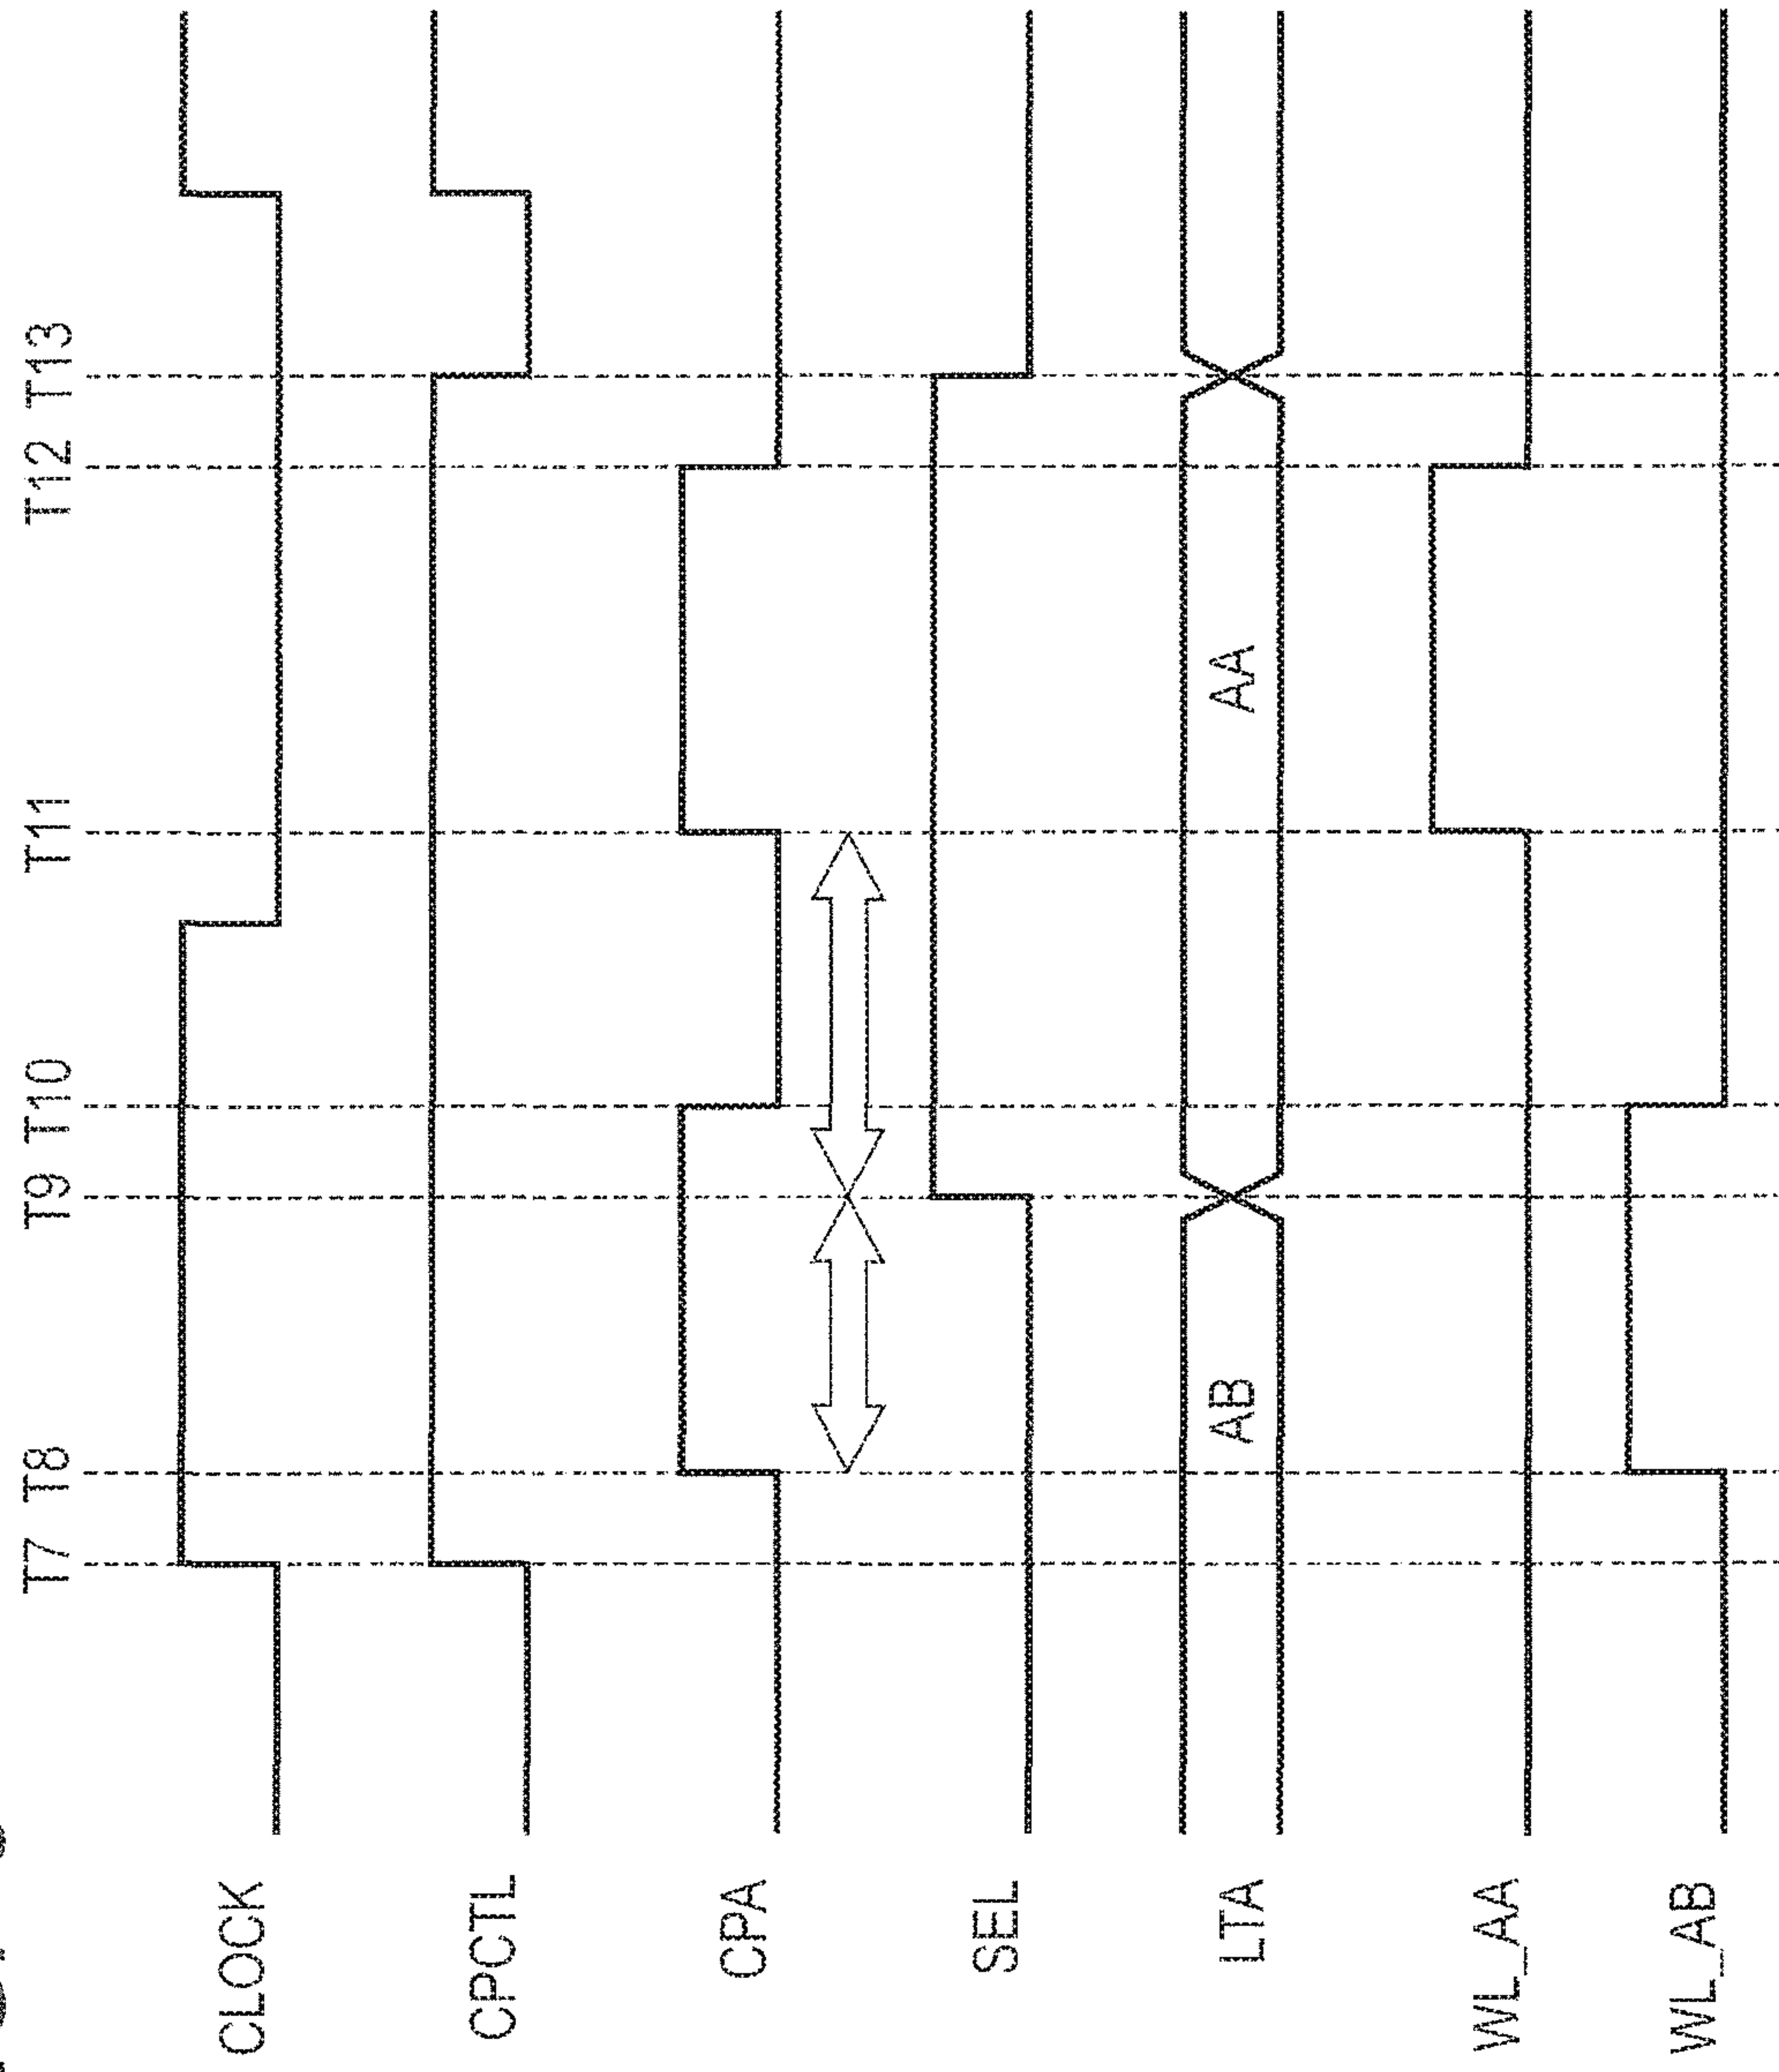 T7 T8 T9 T10 T11 T12 T13
CLOCK
CPCTL
CPA
SEL
LTA AB AA
WL_AA
WL_AB